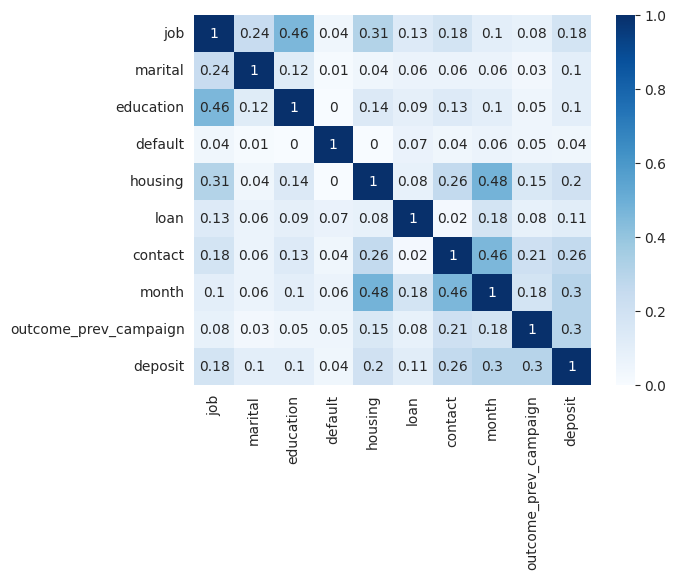 job 1 0.24 0.46 0.04 0.31 0.13 0.18 0.1 0.08 0.18
marital 0.24 1 0.12 0.01 0.04 0.06 0.06 0.06 0.03 0.1
education 0.46 0.12 1 0 0.14 0.09 0.13 0.1 0.05 0.1
default 0.04 0.01 0 1 0 0.07 0.04 0.06 0.05 0.04
housing 0.31 0.04 0.14 0 1 0.08 0.26 0.48 0.15 0.2
loan 0.13 0.06 0.09 0.07 0.08 1 0.02 0.18 0.08 0.11
contact 0.18 0.06 0.13 0.04 0.26 0.02 1 0.46 0.21 0.26
month 0.1 0.06 0.1 0.06 0.48 0.18 0.46 1 0.18 0.3
outcome_prev_campaign 0.08 0.03 0.05 0.05 0.15 0.08 0.21 0.18 1 0.3
deposit 0.18 0.1 0.1 0.04 0.2 0.11 0.26 0.3 0.3 1
job
marital
education
default
housing
loan
contact
month
outcome_prev_campaign
deposit
1.0
0.8
0.6
0.4
0.2
0.0